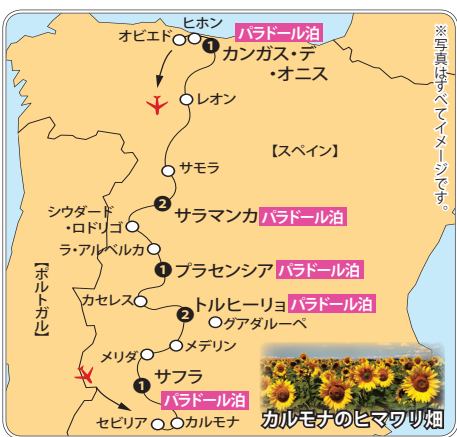 ヒホン
オビエド
パラドール泊
1
カンガス・デ
・オニス
※写真はすべてイメージです。
レオン
【スペイン】
サモラ
2
サラマンカ パラドール泊
シウダード
・ロドリゴ
ラ・アルベルカ
【ポルトガル】
1
プラセンシア パラドール泊
カセレス
2
トルヒーリョ パラドール泊
グアダルーペ
メデリン
メリダ
1
サフラ
パラドール泊
セビリア
カルモナ
カルモナのヒマワリ畑